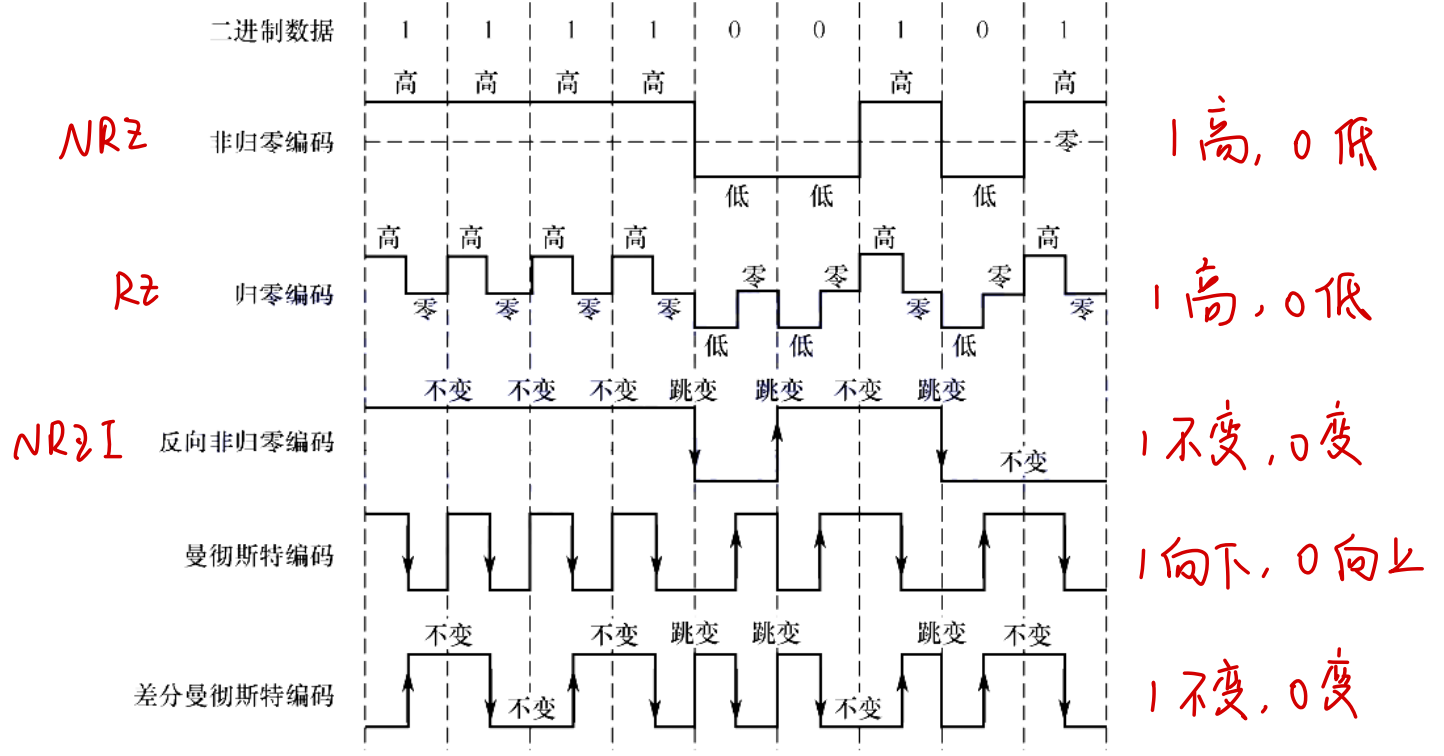 二进制数据 1 1 1 1 0 0 1 0 1
高 高 高 高 高 高
NRZ 非归零编码 零 1高,0低
低 低 低
高 高 高 高 高 高
零 零 零
RZ 归零编码 1高,0低
零 零 零 零 零 零
低 低 低
不变 不变 不变 跳变 跳变 不变 跳变
NRZI 反向非归零编码 1不变,0变
不变
曼彻斯特编码 1向下,0向上
不变 不变 跳变 跳变 跳变 不变
差分曼彻斯特编码 1不变,0变
不变 不变